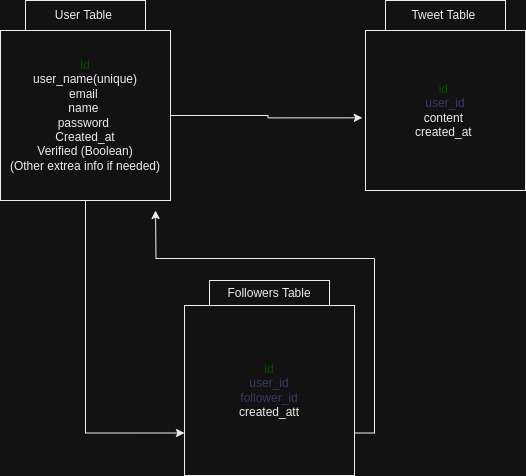 User Table
id
user_name(unique)
email
name
password
Created_at
Verified (Boolean)
(Other extrea info if needed)
Tweet Table
id
user_id
content
created_at
Followers Table
id
user_id
follower_id
created_att